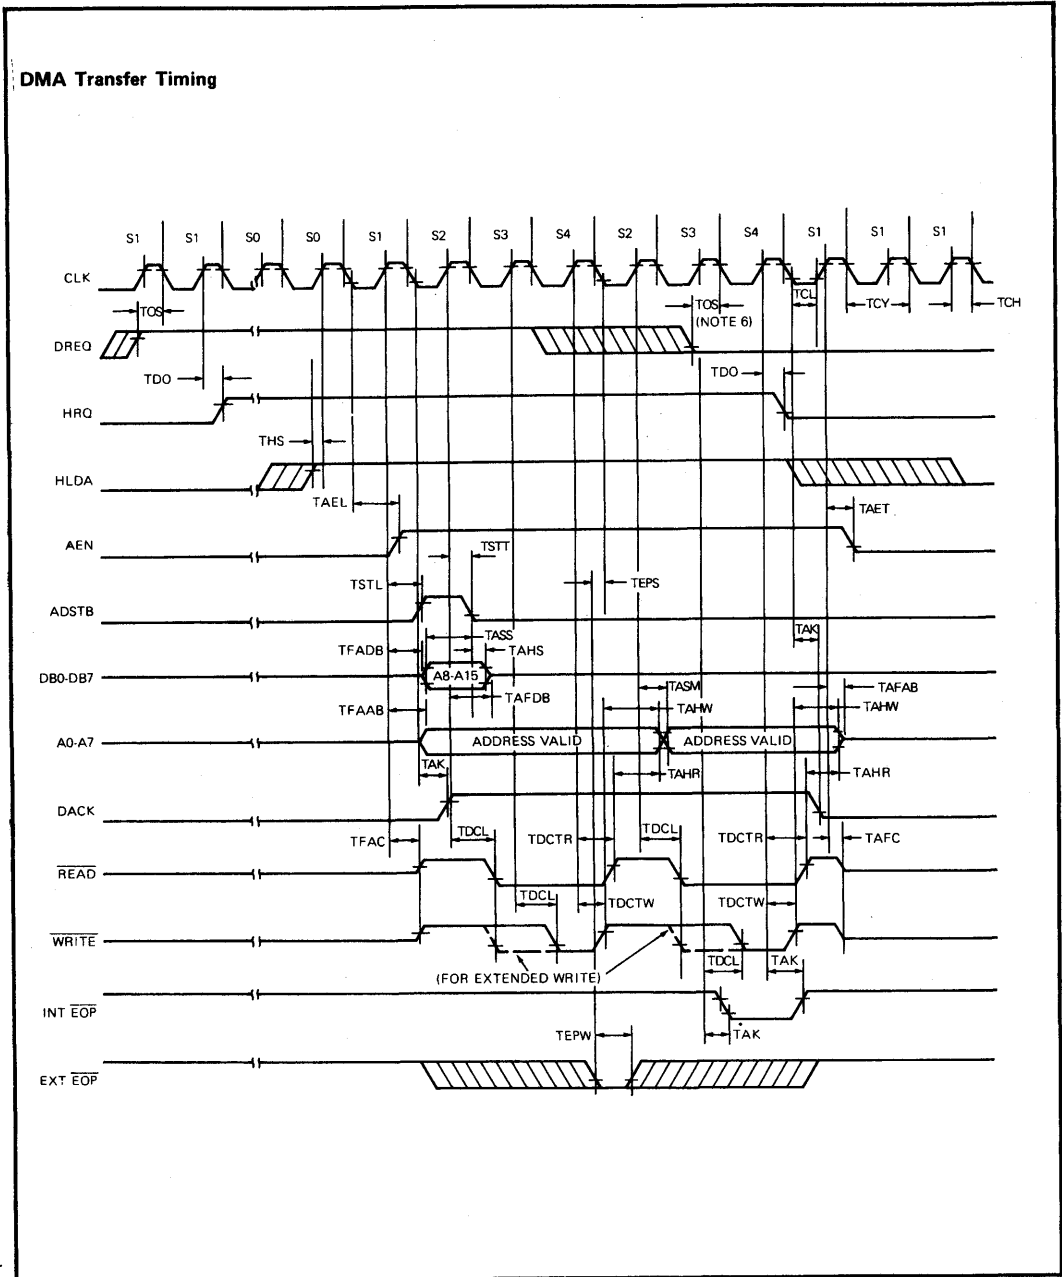 DMA Transfer Timing
S1 S1 S0 S0 S1 S2 S3 S4 S2 S3 S4 S1 S1 S1
CLK
TOS TOS TCL TCY TCH
(NOTE 6)
DREQ
TDO TDO
HRQ
THS
HLDA
TAEL TAET
AEN
TSTT
TSTL TEPS
ADSTB
TASS TAK
TFADB TAHS
DB0-DB7 A8-A15
TAFDB TASM TAFAB
TFAAB TAHW TAHW
A0-A7 ADDRESS VALID ADDRESS VALID
TAK TAHR TAHR
DACK
TFAC TDCL TDCTR TDCL TDCTR TAFC
READ
TDCL TDCTW TDCTW
WRITE
(FOR EXTENDED WRITE) TDCL TAK
INT EOP
TEPW TAK
EXT EOP